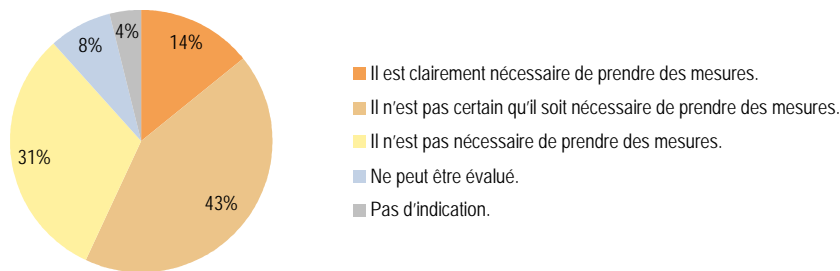 4%
8%
14%
31%
43%
Il est clairement nécessaire de prendre des mesures.
Il n'est pas certain qu'il soit nécessaire de prendre des mesures.
Il n'est pas nécessaire de prendre des mesures.
Ne peut être évalué.
Pas d'indication.